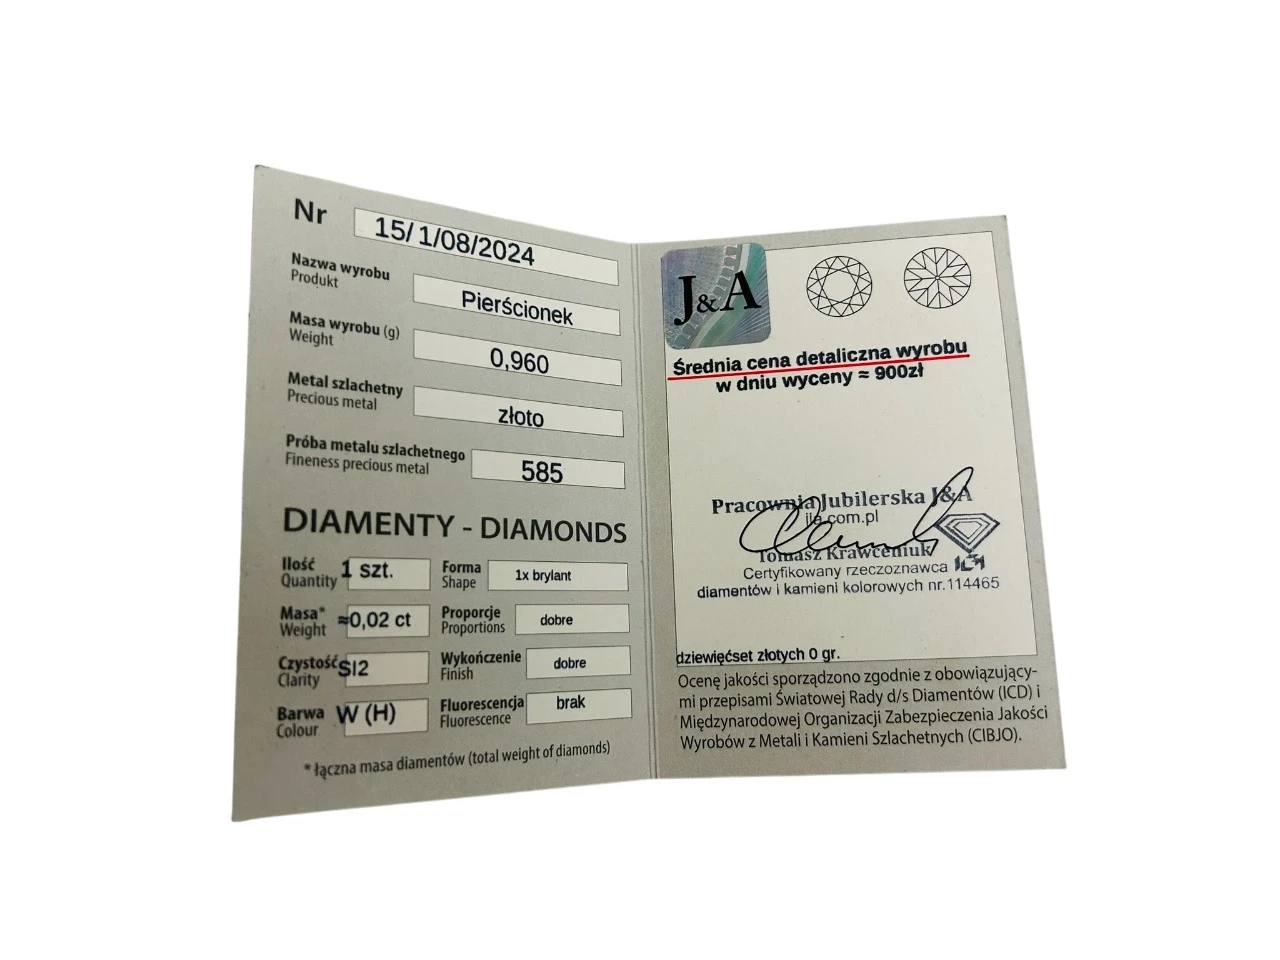 Nr 15/1/08/2024
Nazwa wyrobu
Produkt
Pierścionek
Masa wyrobu (g)
Weight
0,960
Metal szlachetny
Precious metal
złoto
Próba metalu szlachetnego
Fineness precious metal
585
DIAMENTY - DIAMONDS
Ilość
Quantity
1 szt.
Forma
Shape
1x brylant
Masa*
Weight
≈0,02 ct
Proporcje
Proportions
dobre
Czystość
Clarity
SI2
Wykończenie
Finish
dobre
Barwa
Colour
W (H)
Fluorescencja
Fluorescence
brak
* łączna masa diamentów (total weight of diamonds)
J&A
Średnia cena detaliczna wyrobu
w dniu wyceny ≈ 900zł
Pracownia Jubilerska J&A
jja.com.pl
Tomasz Krawceniuk
Certyfikowany rzeczoznawca
diamentów i kamieni kolorowych nr.114465
dziewięćset złotych 0 gr.
Ocenę jakości sporządzono zgodnie z obowiązujący-
mi przepisami Światowej Rady d/s Diamentów (ICD) i
Międzynarodowej Organizacji Zabezpieczenia Jakości
Wyrobów z Metali i Kamieni Szlachetnych (CIBJO).